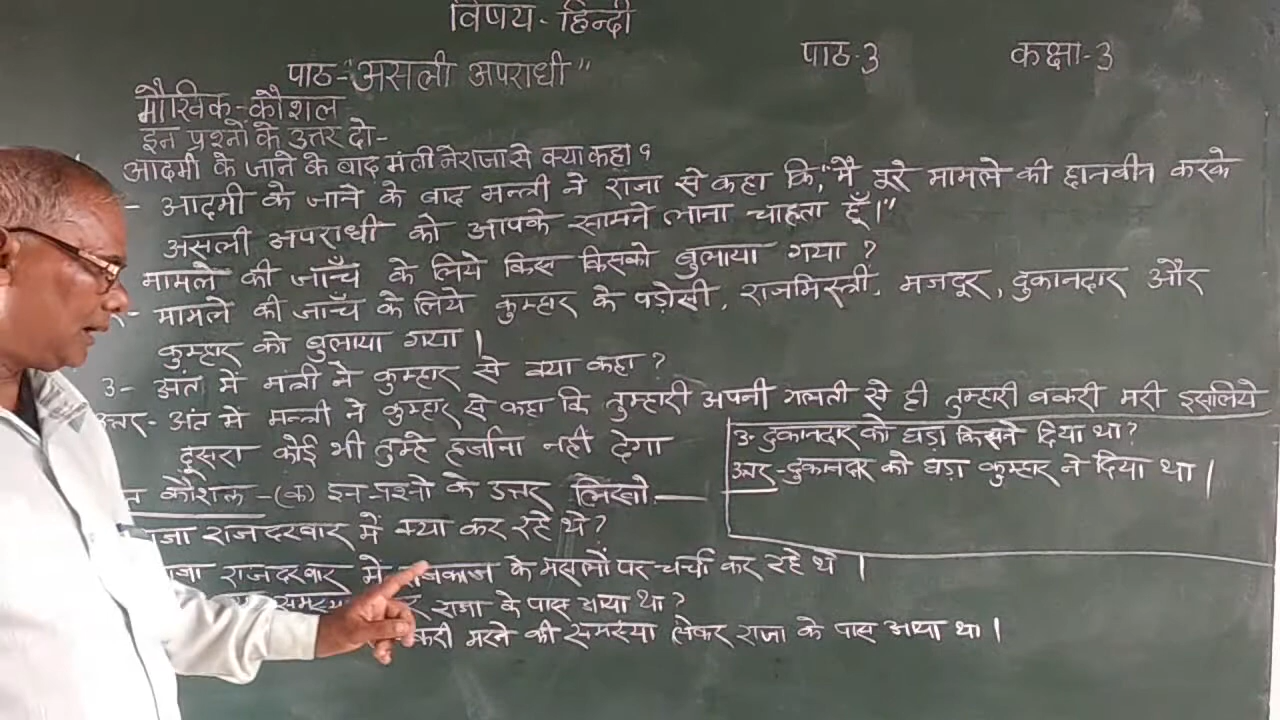 विषय- हिन्दी
पाठ-3 कक्षा-3
पाठ-"असली अपराधी"
मौखिक-कौशल
इन प्रश्नों के उत्तर दो-
आदमी के जाने के बाद मंत्री ने राजा से क्या कहा ?
- आदमी के जाने के बाद मन्त्री ने राजा से कहा कि, "मै पूरे मामले की छानबीन करके
असली अपराधी को आपके सामने लाना चाहता हूँ।"
मामले की जाँच के लिये किस किसको बुलाया गया ?
- मामले की जाँच के लिये कुम्हार के पड़ोसी, राजमिस्त्री, मजदूर, दुकानदार और
कुम्हार को बुलाया गया।
3- अंत में मंत्री ने कुम्हार से क्या कहा ?
उत्तर- अंत मे मन्त्री ने कुम्हार से कहा कि तुम्हारी अपनी गलती से ही तुम्हारी बकरी मरी इसलिये
दूसरा कोई भी तुम्हे हर्जाना नही देगा
3- दुकानदार को घड़ा किसने दिया था ?
उत्तर- दुकानदार को घड़ा कुम्हार ने दिया था।
कौशल -(क) इन प्रश्नो के उत्तर लिखो-
राजदरबार में क्या कर रहे थे ?
राजदरबार में राजकाज के मसलों पर चर्चा कर रहे थे।
राजा के पास आया था ?
मरने की समस्या लेकर राजा के पास आया था।